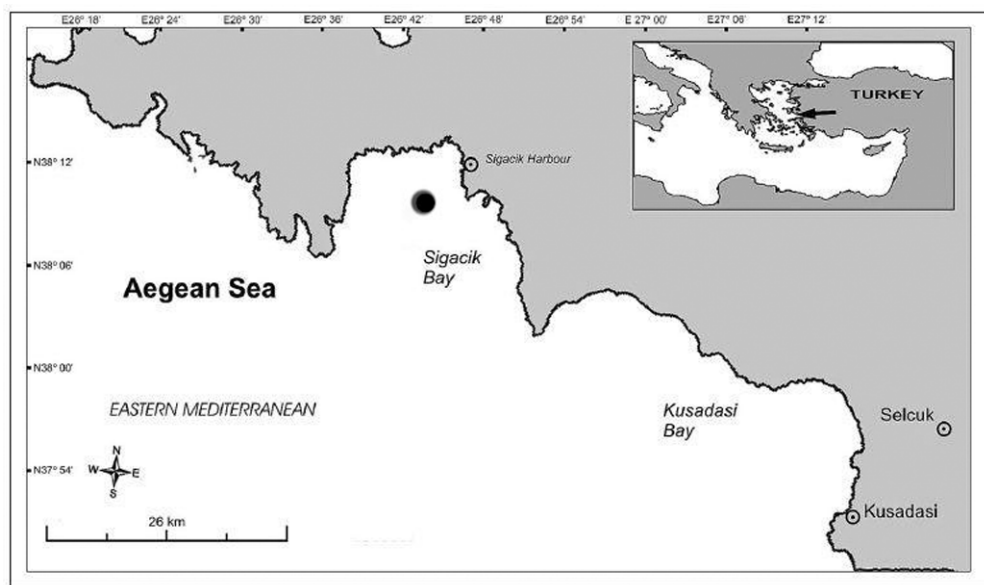 E26° 18' E26° 24' E26° 30' E26° 36' E26° 42' E26° 48' E26° 54' E27° 00' E27° 06' E27° 12'
TURKEY
N38° 12'
Sigacik Harbour
Sigacik
Bay
N38° 06'
Aegean Sea
N38° 00'
EASTERN MEDITERRANEAN
Kusadasi
Bay
Selcuk
N37° 54'
N
W E
S
26 km
Kusadasi